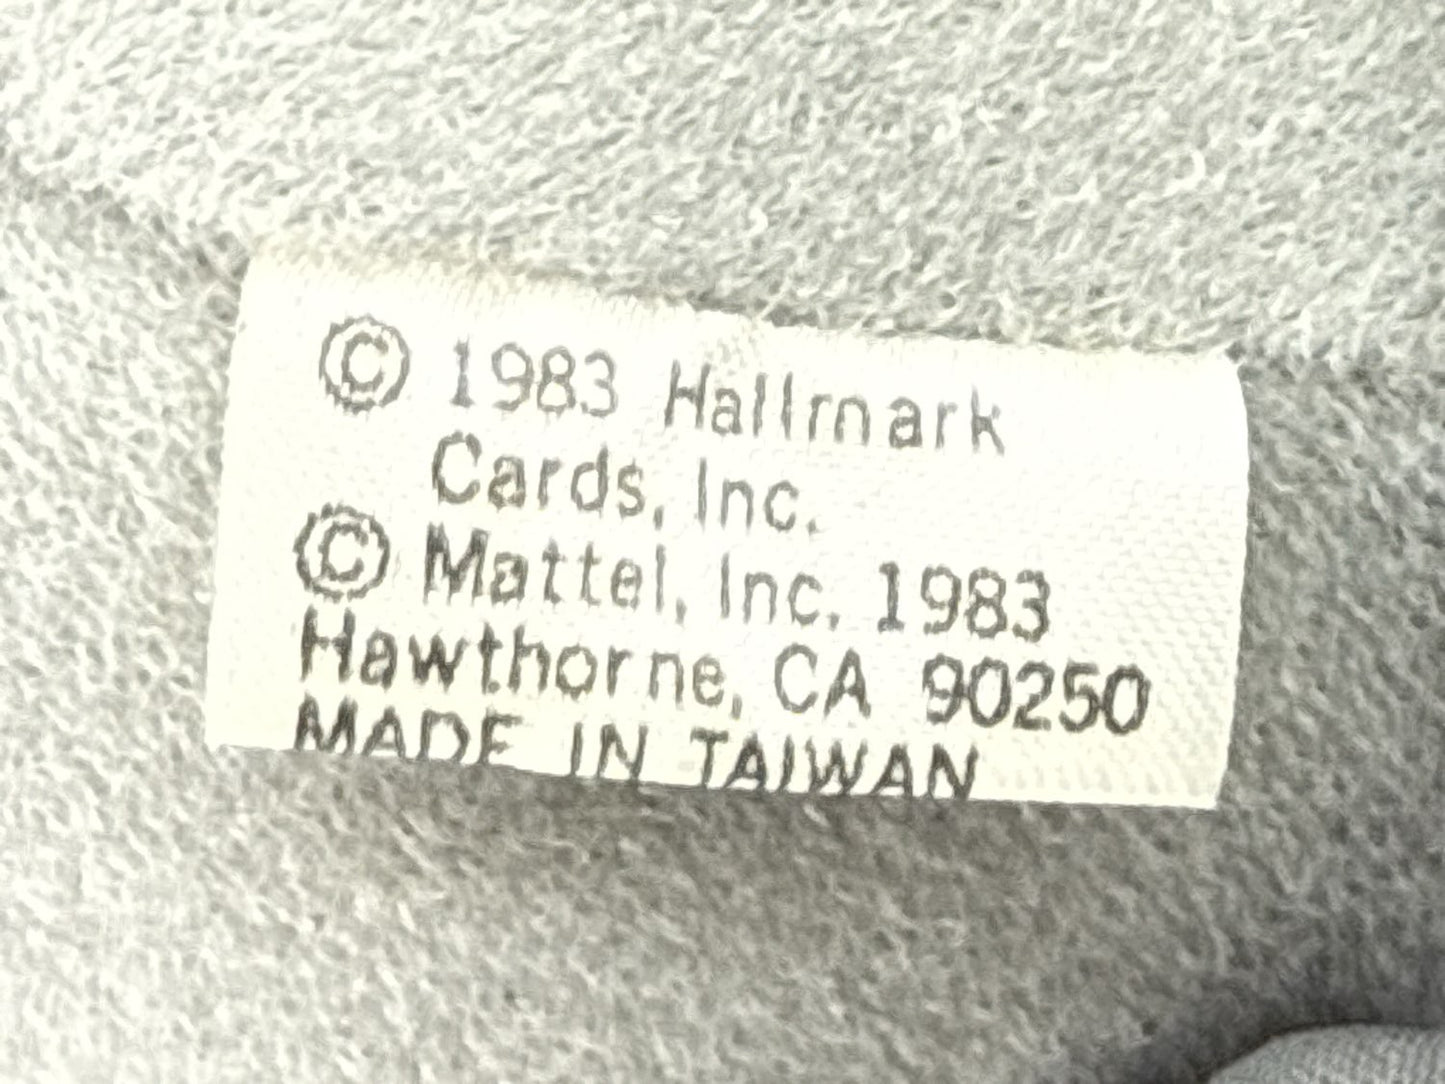 © 1983 Hallmark
Cards, Inc.
© Mattel, Inc. 1983
Hawthorne, CA 90250
MADE IN TAIWAN